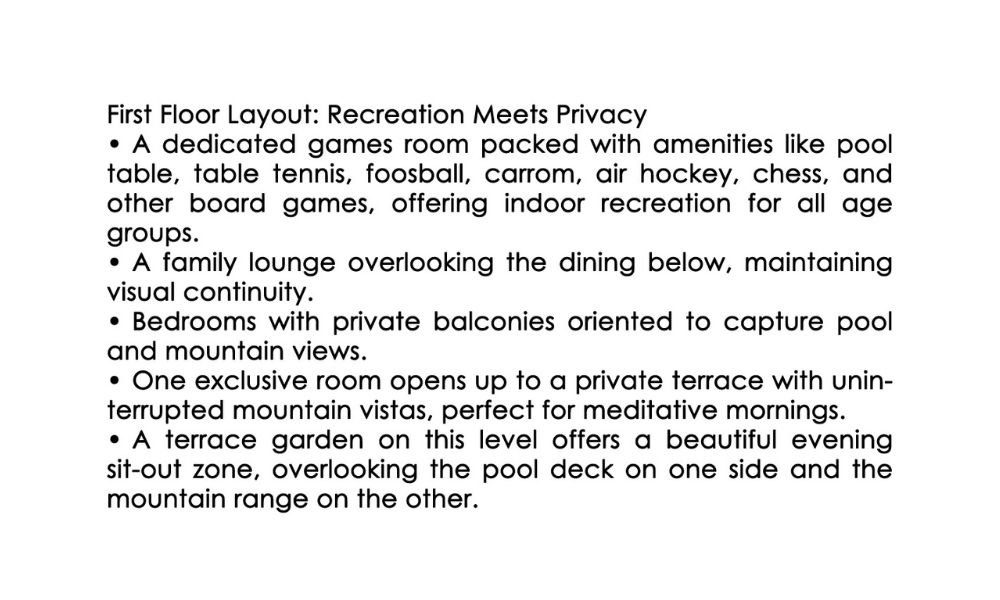 First Floor Layout: Recreation Meets Privacy
• A dedicated games room packed with amenities like pool
table, table tennis, foosball, carrom, air hockey, chess, and
other board games, offering indoor recreation for all age
groups.
• A family lounge overlooking the dining below, maintaining
visual continuity.
• Bedrooms with private balconies oriented to capture pool
and mountain views.
• One exclusive room opens up to a private terrace with unin-
terrupted mountain vistas, perfect for meditative mornings.
• A terrace garden on this level offers a beautiful evening
sit-out zone, overlooking the pool deck on one side and the
mountain range on the other.